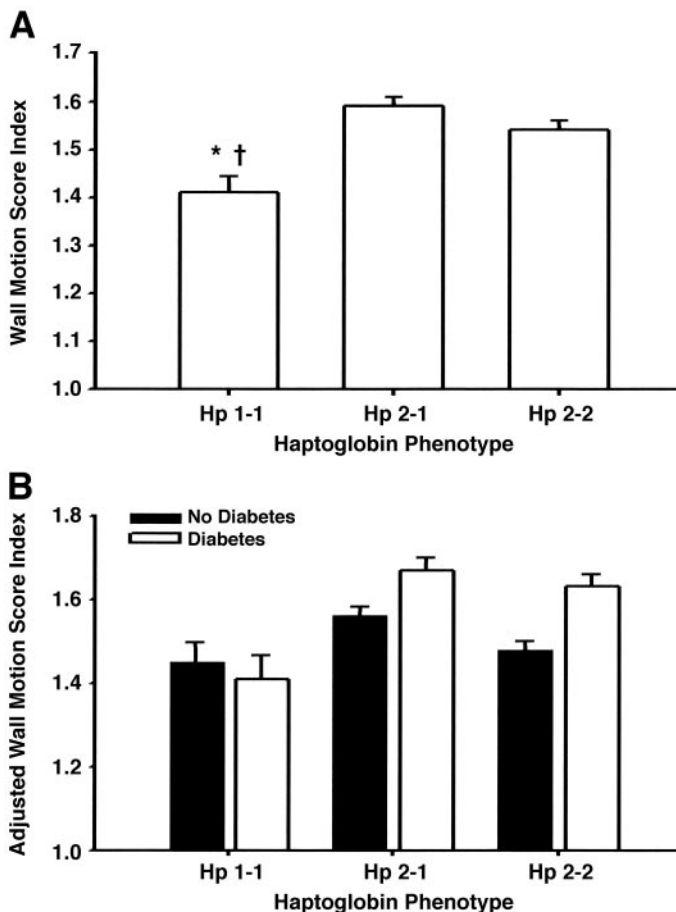 A
Wall Motion Score Index
1.7
1.6
1.5
1.4
1.3
1.2
1.1
1.0
* †
Hp 1-1 Hp 2-1 Hp 2-2
Haptoglobin Phenotype
B
Adjusted Wall Motion Score Index
1.8
1.6
1.4
1.2
1.0
No Diabetes
Diabetes
Hp 1-1 Hp 2-1 Hp 2-2
Haptoglobin Phenotype